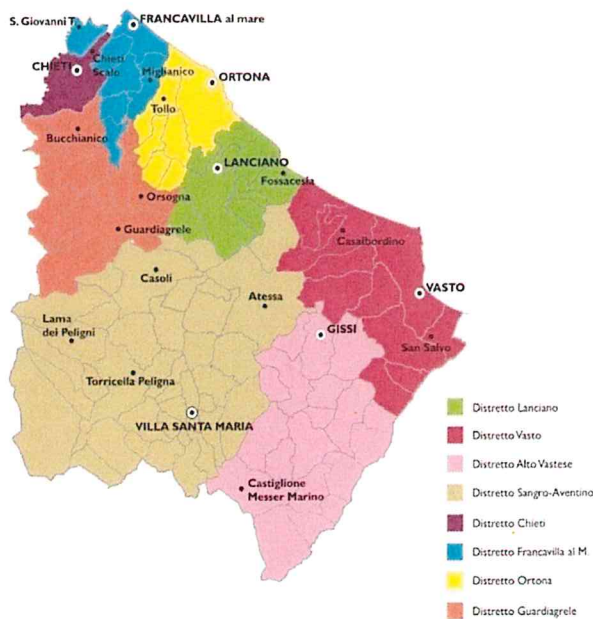 S. Giovanni T.
FRANCAVILLA al mare
CHIETI
Chieti
Scalo
Miglianico
ORTONA
Tollo
Bucchianico
LANCIANO
Fossacesia
Orsogna
Guardiagrele
Casalbordino
Casoli
Atessa
VASTO
Lama
dei Peligni
GISSI
San Salvo
Torricella Peligna
VILLA SANTA MARIA
Castiglione
Messer Marino
Distretto Lanciano
Distretto Vasto
Distretto Alto Vastese
Distretto Sangro-Aventino
Distretto Chieti
Distretto Francavilla al M.
Distretto Ortona
Distretto Guardiagrele